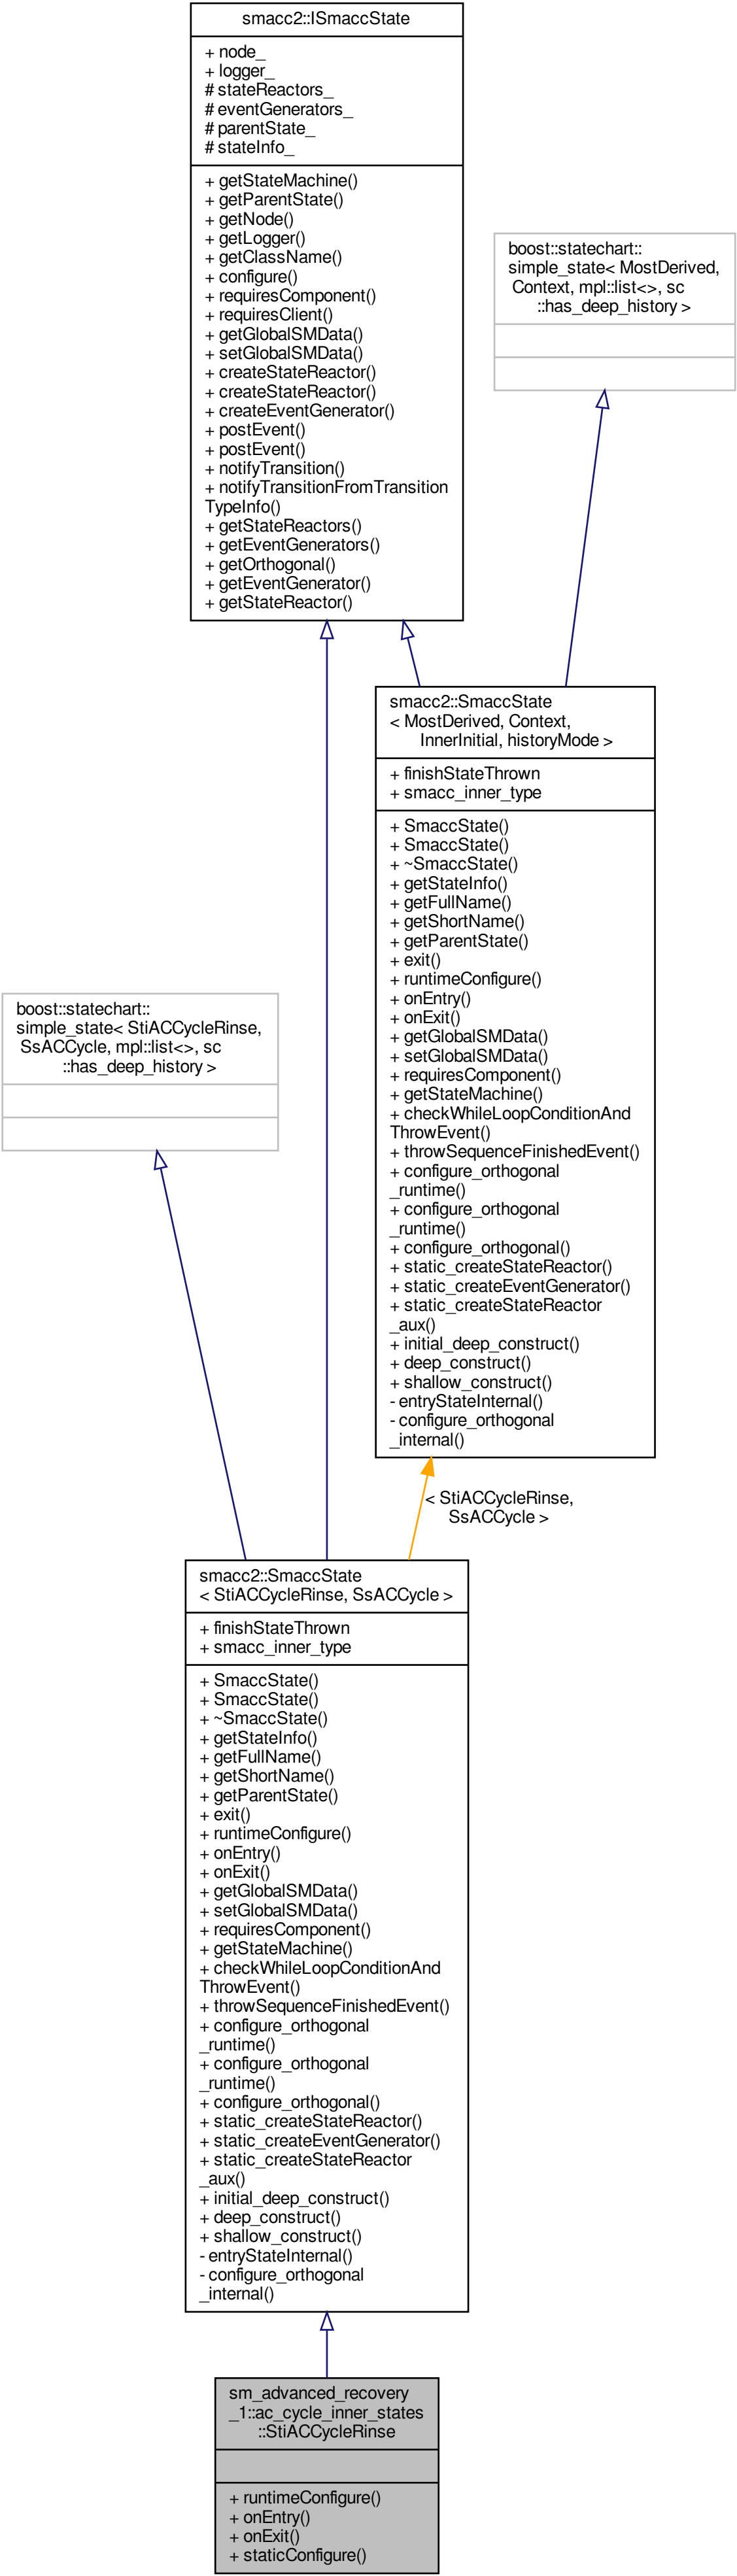 smacc2::ISmaccState
+ node_
+ logger_
# stateReactors_
# eventGenerators_
# parentState_
# stateInfo_
+ getStateMachine()
+ getParentState()
+ getNode()
+ getLogger()
+ getClassName()
+ configure()
+ requiresComponent()
+ requiresClient()
+ getGlobalSMData()
+ setGlobalSMData()
+ createStateReactor()
+ createStateReactor()
+ createEventGenerator()
+ postEvent()
+ postEvent()
+ notifyTransition()
+ notifyTransitionFromTransition
TypeInfo()
+ getStateReactors()
+ getEventGenerators()
+ getOrthogonal()
+ getEventGenerator()
+ getStateReactor()
boost::statechart::
simple_state< MostDerived,
Context, mpl::list<>, sc
::has_deep_history >
smacc2::SmaccState
< MostDerived, Context,
InnerInitial, historyMode >
+ finishStateThrown
+ smacc_inner_type
+ SmaccState()
+ SmaccState()
+ ~SmaccState()
+ getStateInfo()
+ getFullName()
+ getShortName()
+ getParentState()
+ exit()
+ runtimeConfigure()
+ onEntry()
+ onExit()
+ getGlobalSMData()
+ setGlobalSMData()
+ requiresComponent()
+ getStateMachine()
+ checkWhileLoopConditionAnd
ThrowEvent()
+ throwSequenceFinishedEvent()
+ configure_orthogonal
_runtime()
+ configure_orthogonal
_runtime()
+ configure_orthogonal()
+ static_createStateReactor()
+ static_createEventGenerator()
+ static_createStateReactor
_aux()
+ initial_deep_construct()
+ deep_construct()
+ shallow_construct()
- entryStateInternal()
- configure_orthogonal
_internal()
boost::statechart::
simple_state< StiACCycleRinse,
SsACCycle, mpl::list<>, sc
::has_deep_history >
< StiACCycleRinse,
SsACCycle >
smacc2::SmaccState
< StiACCycleRinse, SsACCycle >
+ finishStateThrown
+ smacc_inner_type
+ SmaccState()
+ SmaccState()
+ ~SmaccState()
+ getStateInfo()
+ getFullName()
+ getShortName()
+ getParentState()
+ exit()
+ runtimeConfigure()
+ onEntry()
+ onExit()
+ getGlobalSMData()
+ setGlobalSMData()
+ requiresComponent()
+ getStateMachine()
+ checkWhileLoopConditionAnd
ThrowEvent()
+ throwSequenceFinishedEvent()
+ configure_orthogonal
_runtime()
+ configure_orthogonal
_runtime()
+ configure_orthogonal()
+ static_createStateReactor()
+ static_createEventGenerator()
+ static_createStateReactor
_aux()
+ initial_deep_construct()
+ deep_construct()
+ shallow_construct()
- entryStateInternal()
- configure_orthogonal
_internal()
sm_advanced_recovery
_1::ac_cycle_inner_states
::StiACCycleRinse
+ runtimeConfigure()
+ onEntry()
+ onExit()
+ staticConfigure()